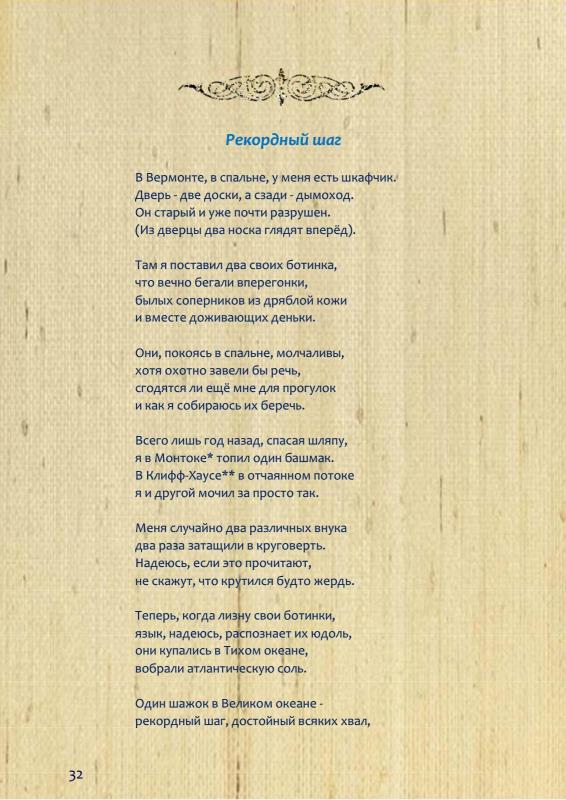 Рекордный шаг
В Вермонте, в спальне, у меня есть шкафчик.
Дверь - две доски, а сзади - дымоход.
Он старый и уже почти разрушен.
(Из дверцы два носка глядят вперёд).
Там я поставил два своих ботинка,
что вечно бегали вперегонки,
былых соперников из дряблой кожи
и вместе доживающих деньки.
Они, покоясь в спальне, молчаливы,
хотя охотно завели бы речь,
сгодятся ли ещё мне для прогулок
и как я собираюсь их беречь.
Всего лишь год назад, спасая шляпу,
я в Монтоке* топил один башмак.
В Клифф-Хаусе** в отчаянном потоке
я и другой мочил за просто так.
Меня случайно два различных внука
два раза затащили в круговерть.
Надеюсь, если это прочитают,
не скажут, что крутился будто жердь.
Теперь, когда лизну свои ботинки,
язык, надеюсь, распознает их юдоль,
они купались в Тихом океане,
вобрали атлантическую соль.
Один шажок в Великом океане -
рекордный шаг, достойный всяких хвал,
32